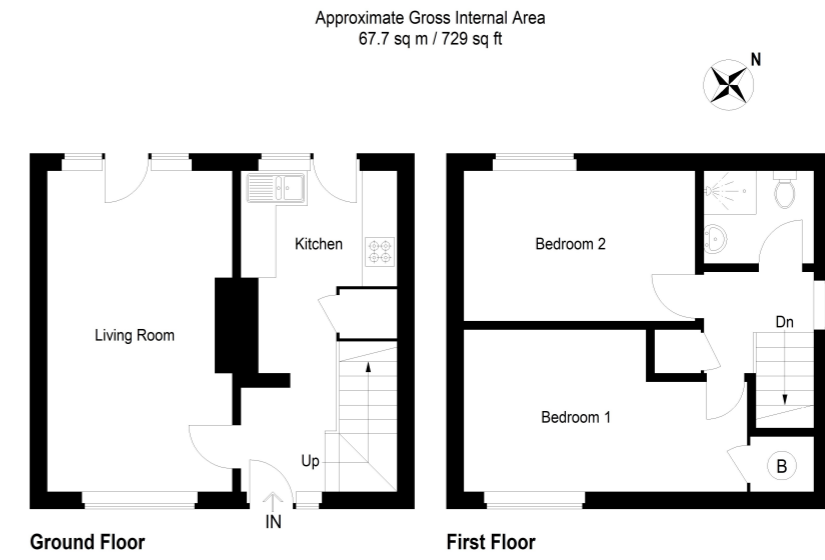 Approximate Gross Internal Area
67.7 sq m / 729 sq ft
N
Kitchen
Living Room
Up
IN
Ground Floor
Bedroom 2
Dn
Bedroom 1
B
First Floor